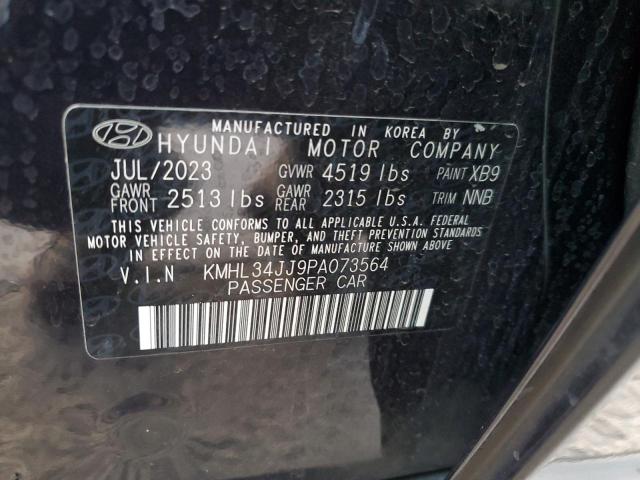 MANUFACTURED IN KOREA BY
HYUNDAI MOTOR COMPANY
JUL/2023 GVWR 4519 lbs PAINT XB9
GAWR FRONT 2513 lbs GAWR REAR 2315 lbs TRIM NNB
THIS VEHICLE CONFORMS TO ALL APPLICABLE U.S.A. FEDERAL
MOTOR VEHICLE SAFETY, BUMPER, AND THEFT PREVENTION
STANDARDS IN EFFECT ON THE DATE OF MANUFACTURE SHOWN ABOVE.
V.I.N KMHL34JJ9PA073564
PASSENGER CAR